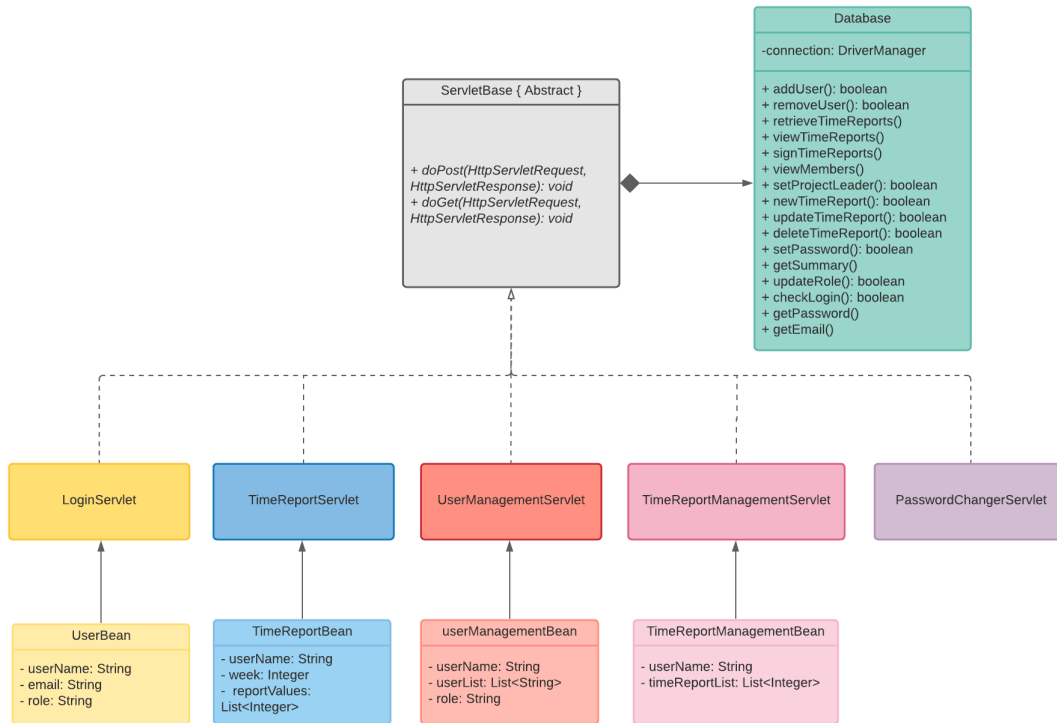 Database
-connection: DriverManager
+ addUser(): boolean
+ removeUser(): boolean
+ retrieveTimeReports()
+ viewTimeReports()
+ signTimeReports()
+ viewMembers()
+ setProjectLeader(): boolean
+ newTimeReport(): boolean
+ updateTimeReport(): boolean
+ deleteTimeReport(): boolean
+ setPassword(): boolean
+ getSummary()
+ updateRole(): boolean
+ checkLogin(): boolean
+ getPassword()
+ getEmail()
ServletBase { Abstract }
+ doPost(HttpServletRequest,
HttpServletResponse): void
+ doGet(HttpServletRequest,
HttpServletResponse): void
LoginServlet
TimeReportServlet
UserManagementServlet
TimeReportManagementServlet
PasswordChangerServlet
UserBean
- userName: String
- email: String
- role: String
TimeReportBean
- userName: String
- week: Integer
- reportValues:
List<Integer>
userManagementBean
- userName: String
- userList: List<String>
- role: String
TimeReportManagementBean
- userName: String
- timeReportList: List<Integer>